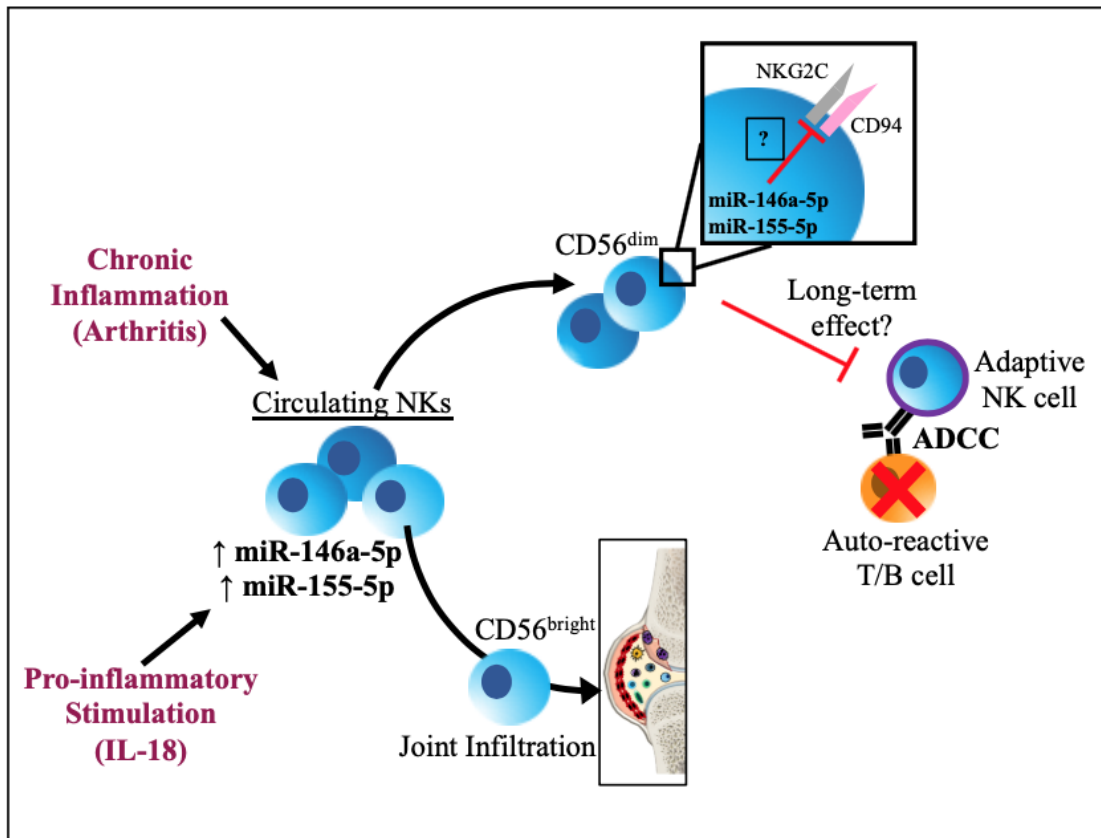 NKG2C
CD94
?
miR-146a-5p
miR-155-5p
CD56dim
Chronic
Inflammation
(Arthritis)
Long-term
effect?
Adaptive
NK cell
Circulating NKs
ADCC
↑ miR-146a-5p
↑ miR-155-5p
Auto-reactive
T/B cell
CD56bright
Pro-inflammatory
Stimulation
(IL-18)
Joint Infiltration